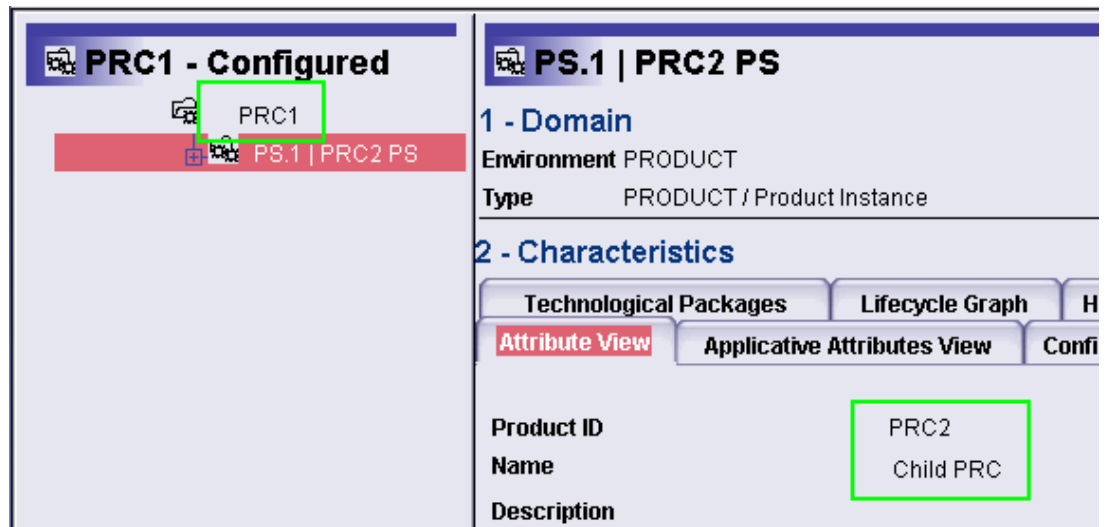 PRC1 - Configured
PRC1
PS.1 | PRC2 PS
PS.1 | PRC2 PS
1 - Domain
Environment PRODUCT
Type PRODUCT / Product Instance
2 - Characteristics
Technological Packages Lifecycle Graph H
Attribute View Applicative Attributes View Confi
Product ID PRC2
Name Child PRC
Description